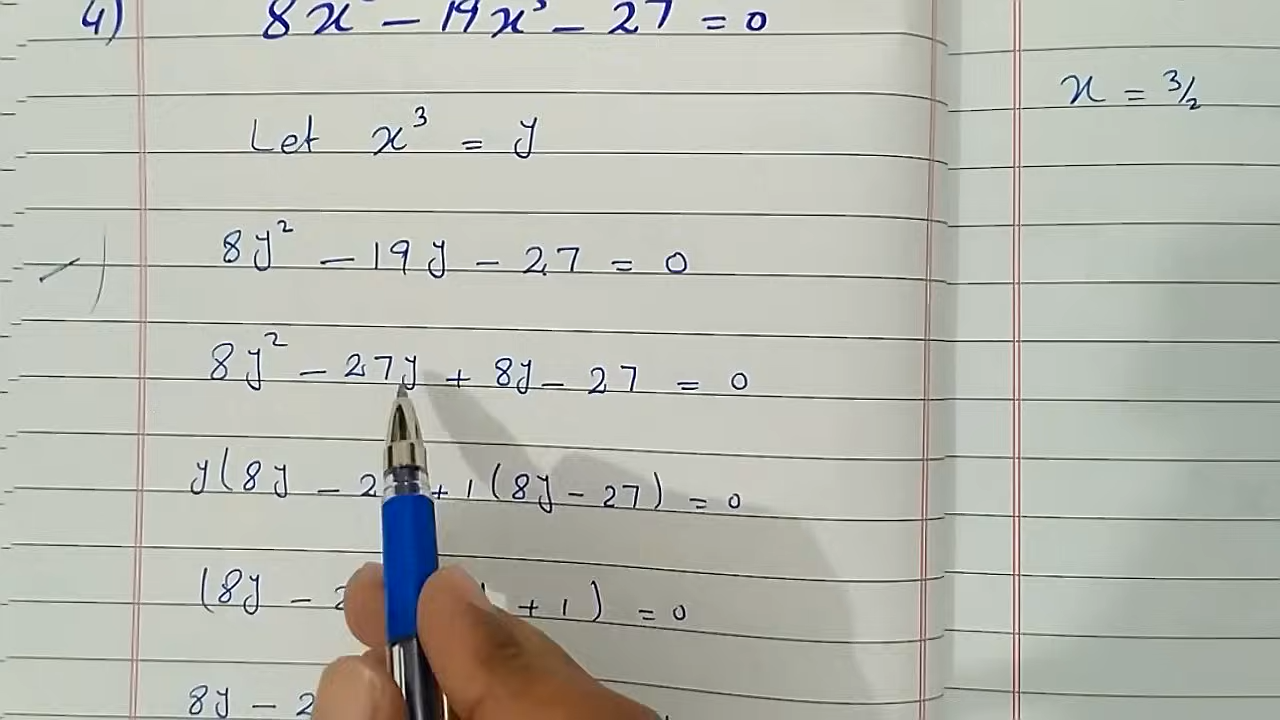 4) 8x - 19x³ - 27 = 0
Let x³ = y
8y² - 19y - 27 = 0
8y² - 27y + 8y - 27 = 0
y(8y - 2 + 1(8y - 27) = 0
(8y - 2 + 1) = 0
8y - 2
x = 3/2